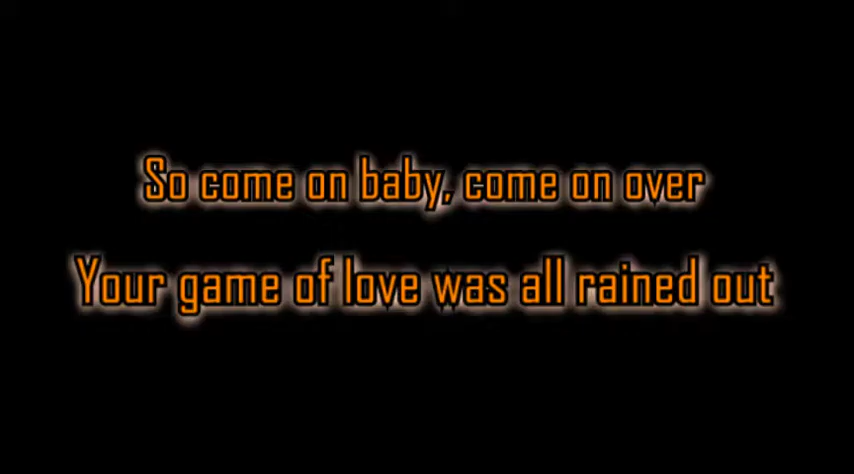 So come on baby, come on over
Your game of love was all rained out